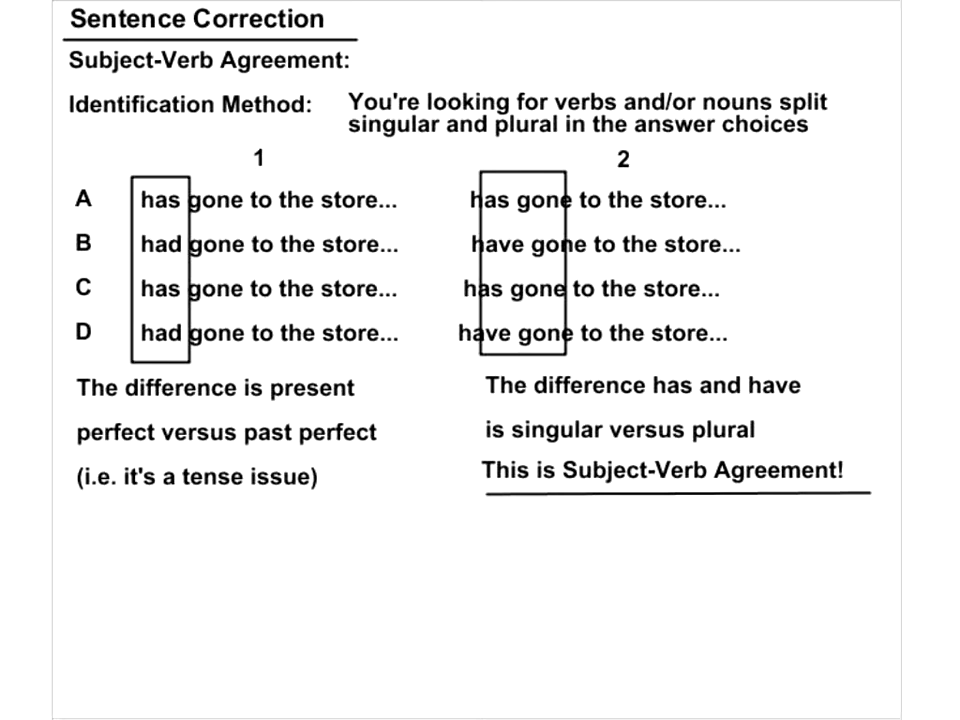 Sentence Correction
Subject-Verb Agreement:
Identification Method: You're looking for verbs and/or nouns split
singular and plural in the answer choices
1 2
A has gone to the store... has gone to the store...
B had gone to the store... have gone to the store...
C has gone to the store... has gone to the store...
D had gone to the store... have gone to the store...
The difference is present
perfect versus past perfect
(i.e. it's a tense issue)
The difference has and have
is singular versus plural
This is Subject-Verb Agreement!